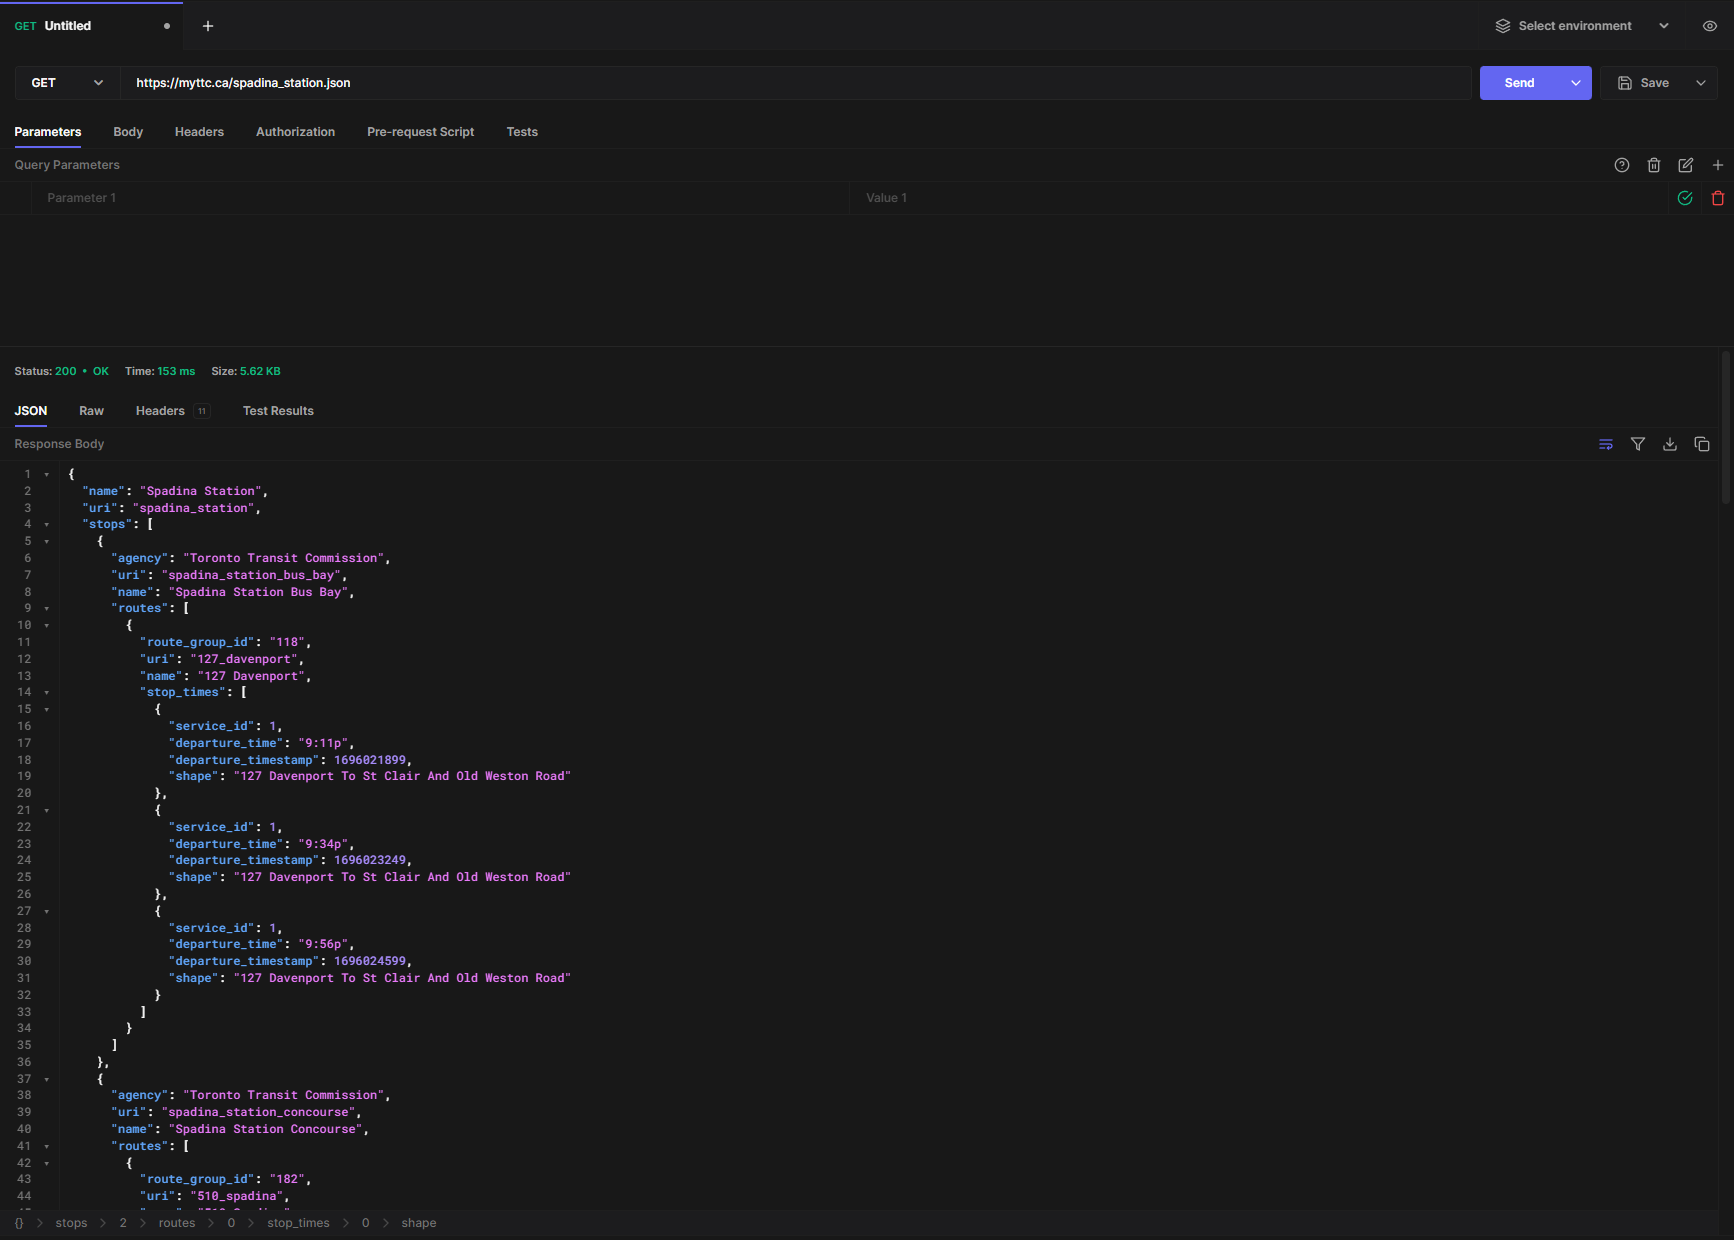 GET Untitled
Select environment
GET
https://myttc.ca/spadina_station.json
Send
Save
Parameters Body Headers Authorization Pre-request Script Tests
Query Parameters
Parameter 1 Value 1
Status: 200 • OK Time: 153 ms Size: 5.62 KB
JSON Raw Headers 11 Test Results
Response Body
1 {
2 "name": "Spadina Station",
3 "uri": "spadina_station",
4 "stops": [
5 {
6 "agency": "Toronto Transit Commission",
7 "uri": "spadina_station_bus_bay",
8 "name": "Spadina Station Bus Bay",
9 "routes": [
10 {
11 "route_group_id": "118",
12 "uri": "127_davenport",
13 "name": "127 Davenport",
14 "stop_times": [
15 {
16 "service_id": 1,
17 "departure_time": "9:11p",
18 "departure_timestamp": 1696021899,
19 "shape": "127 Davenport To St Clair And Old Weston Road"
20 },
21 {
22 "service_id": 1,
23 "departure_time": "9:34p",
24 "departure_timestamp": 1696023249,
25 "shape": "127 Davenport To St Clair And Old Weston Road"
26 },
27 {
28 "service_id": 1,
29 "departure_time": "9:56p",
30 "departure_timestamp": 1696024599,
31 "shape": "127 Davenport To St Clair And Old Weston Road"
32 }
33 ]
34 }
35 ]
36 },
37 {
38 "agency": "Toronto Transit Commission",
39 "uri": "spadina_station_concourse",
40 "name": "Spadina Station Concourse",
41 "routes": [
42 {
43 "route_group_id": "182",
44 "uri": "510_spadina",
{} > stops > 2 > routes > 0 > stop_times > 0 > shape